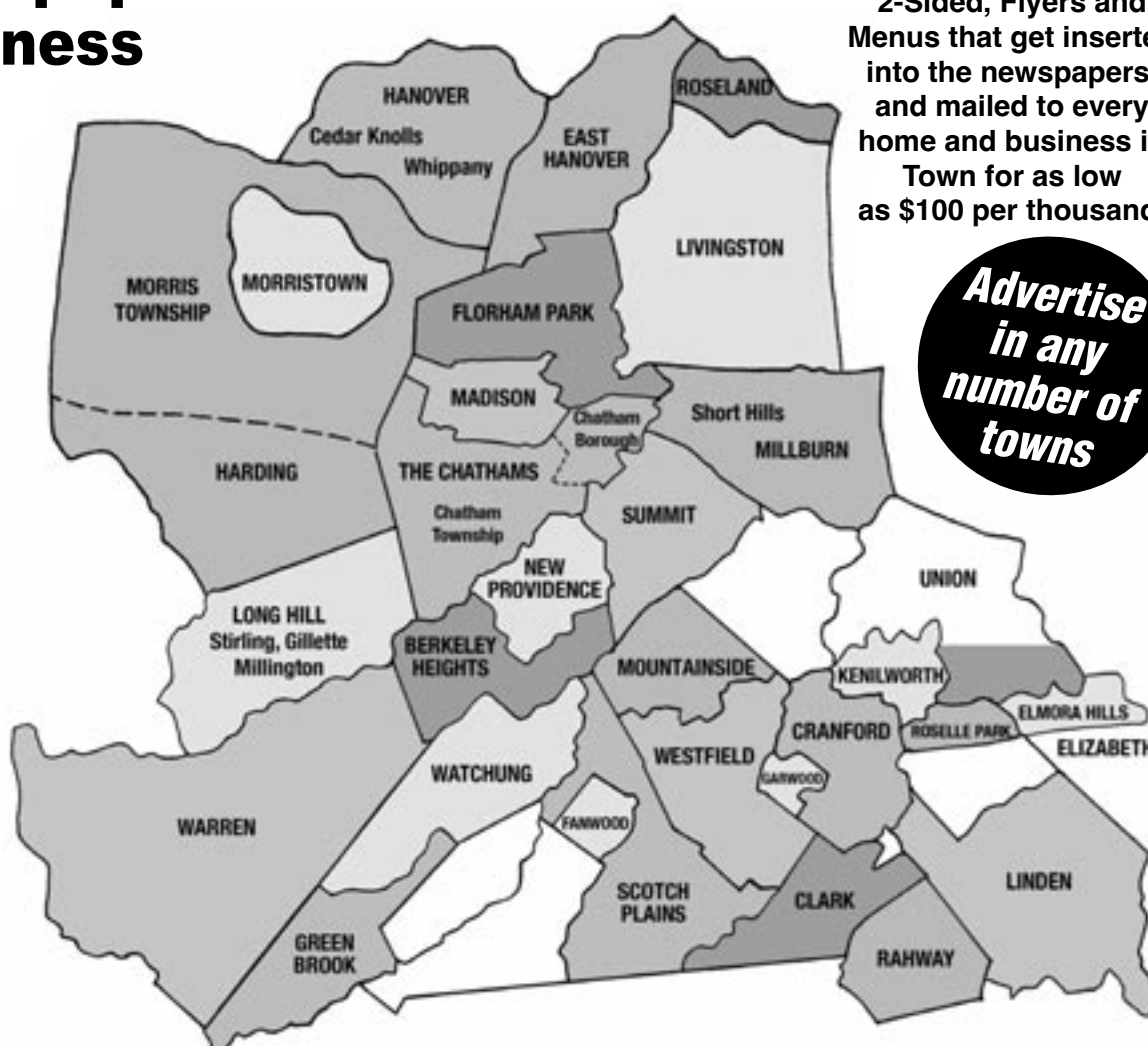 ness
2-Sided, Flyers and
Menus that get inserte
into the newspapers
and mailed to every
home and business i
Town for as low
as $100 per thousand
Advertise
in any
number of
towns
HANOVER
Cedar Knolls
Whippany
EAST
HANOVER
ROSELAND
LIVINGSTON
MORRIS
TOWNSHIP
MORRISTOWN
FLORHAM PARK
MADISON
Chatham
Borough
Short Hills
MILLBURN
HARDING
THE CHATHAMS
Chatham
Township
SUMMIT
NEW
PROVIDENCE
UNION
LONG HILL
Stirling, Gillette
Millington
BERKELEY
HEIGHTS
MOUNTAINSIDE
KENILWORTH
ELMORA HILLS
CRANFORD
ROSELLE PARK
ELIZABETH
WESTFIELD
GARWOOD
WATCHUNG
WARREN
FANWOOD
SCOTCH
PLAINS
CLARK
LINDEN
GREEN
BROOK
RAHWAY